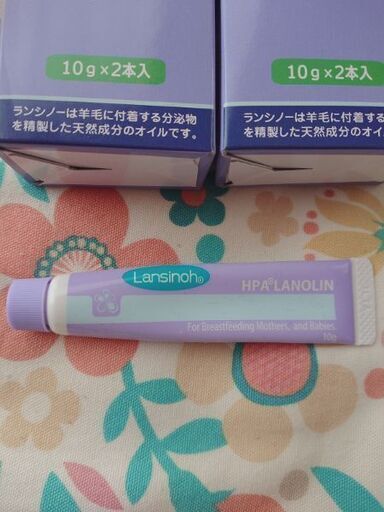 10g×2本入
10g×2本入
ランシノーは羊毛に付着する分泌物
を精製した天然成分のオイルです。
ランシノーは羊毛に付着する分泌
を精製した天然成分のオイル
Lansinoh®
HPA®LANOLIN
For Breastfeeding Mothers, and Babies.
10g